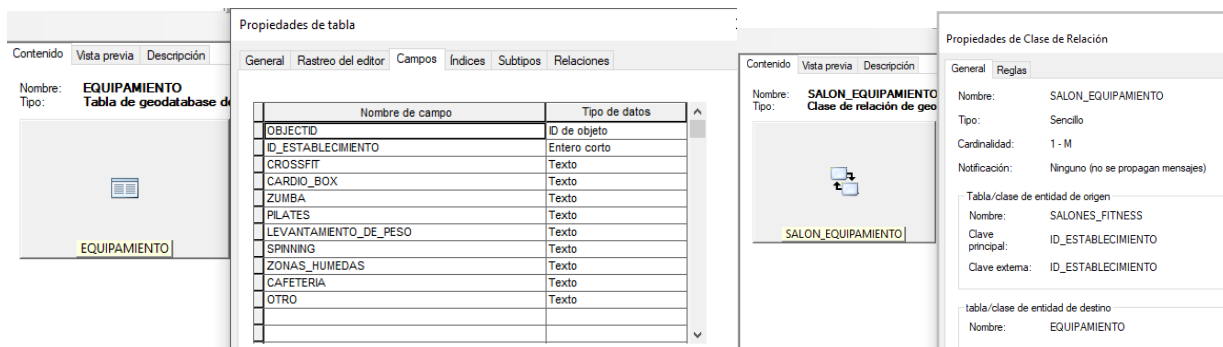 Contenido Vista previa Descripción
Nombre: EQUIPAMIENTO
Tipo: Tabla de geodatabase d
EQUIPAMIENTO
Propiedades de tabla
General Rastreo del editor Campos Índices Subtipos Relaciones
Nombre de campo Tipo de datos
OBJECTID ID de objeto
ID_ESTABLECIMIENTO Entero corto
CROSSFIT Texto
CARDIO_BOX Texto
ZUMBA Texto
PILATES Texto
LEVANTAMIENTO_DE_PESO Texto
SPINNING Texto
ZONAS_HUMEDAS Texto
CAFETERIA Texto
OTRO Texto
Contenido Vista previa Descripción
Nombre: SALON_EQUIPAMIENTO
Tipo: Clase de relación de geo
SALON_EQUIPAMIENTO
Propiedades de Clase de Relación
General Reglas
Nombre: SALON_EQUIPAMIENTO
Tipo: Sencillo
Cardinalidad: 1 - M
Notificación: Ninguno (no se propagan mensajes)
Tabla/clase de entidad de origen
Nombre: SALONES_FITNESS
Clave principal: ID_ESTABLECIMIENTO
Clave externa: ID_ESTABLECIMIENTO
tabla/clase de entidad de destino
Nombre: EQUIPAMIENTO